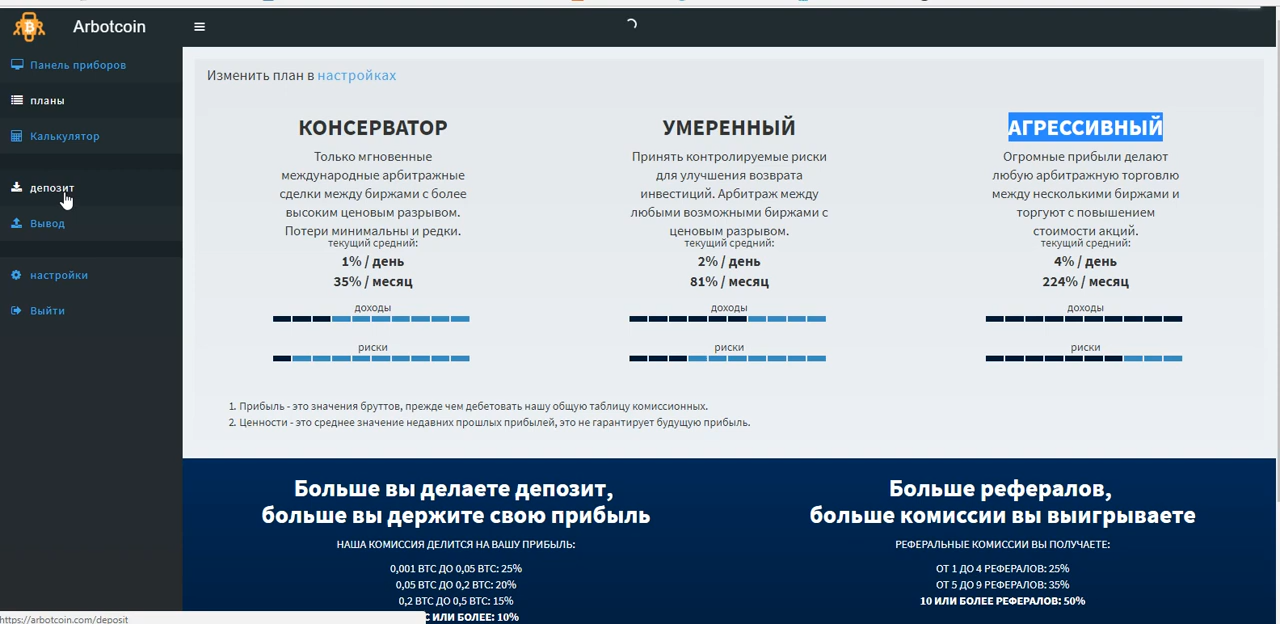 Arbotcoin
Панель приборов
планы
Калькулятор
депозит
Вывод
настройки
Выйти
Изменить план в настройках
КОНСЕРВАТОР
Только мгновенные
международные арбитражные
сделки между биржами с более
высоким ценовым разрывом.
Потери минимальны и редки.
текущий средний:
1% / день
35% / месяц
доходы
риски
УМЕРЕННЫЙ
Принять контролируемые риски
для улучшения возврата
инвестиций. Арбитраж между
любыми возможными биржами с
ценовым разрывом.
текущий средний:
2% / день
81% / месяц
доходы
риски
АГРЕССИВНЫЙ
Огромные прибыли делают
любую арбитражную торговлю
между несколькими биржами и
торгуют с повышением
стоимости акций.
текущий средний:
4% / день
224% / месяц
доходы
риски
1. Прибыль - это значения бруттов, прежде чем дебетовать нашу общую таблицу комиссионных.
2. Ценности - это среднее значение недавних прошлых прибылей, это не гарантирует будущую прибыль.
Больше вы делаете депозит,
больше вы держите свою прибыль
НАША КОМИССИЯ ДЕЛИТСЯ НА ВАШУ ПРИБЫЛЬ:
0,001 BTC ДО 0,05 BTC: 25%
0,05 BTC ДО 0,2 BTC: 20%
0,2 BTC ДО 0,5 BTC: 15%
С ИЛИ БОЛЕЕ: 10%
Больше рефералов,
больше комиссии вы выигрываете
РЕФЕРАЛЬНЫЕ КОМИССИИ ВЫ ПОЛУЧАЕТЕ:
ОТ 1 ДО 4 РЕФЕРАЛОВ: 25%
ОТ 5 ДО 9 РЕФЕРАЛОВ: 35%
10 ИЛИ БОЛЕЕ РЕФЕРАЛОВ: 50%
https://arbotcoin.com/deposit